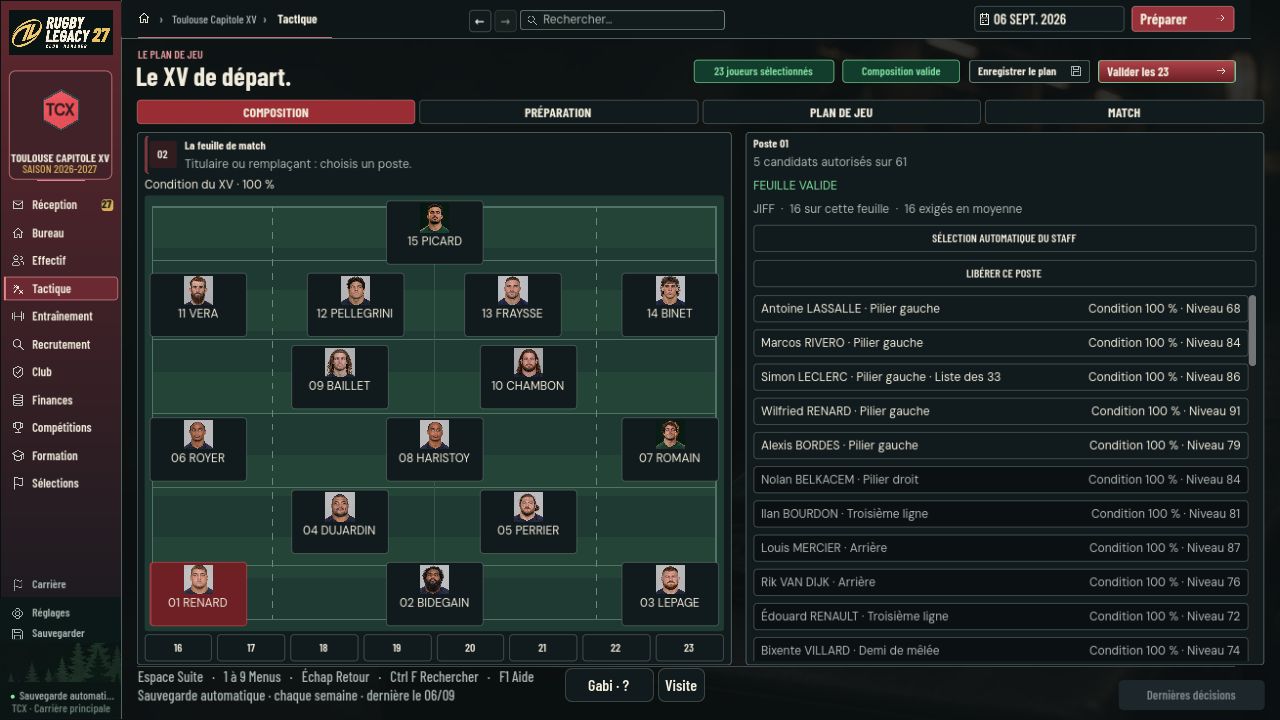 RUGBY
LEGACY 27
CLUB MANAGER
Toulouse Capitole XV
Tactique
Rechercher...
06 SEPT. 2026
Préparer
TCX
TOULOUSE CAPITOLE XV
SAISON 2026-2027
Réception
27
Bureau
Effectif
Tactique
Entraînement
Recrutement
Club
Finances
Compétitions
Formation
Sélections
Carrière
Réglages
Sauvegarder
Sauvegarde automati...
TCX · Carrière principale
LE PLAN DE JEU
Le XV de départ.
23 joueurs sélectionnés
Composition valide
Enregistrer le plan
Valider les 23
COMPOSITION
PRÉPARATION
PLAN DE JEU
MATCH
02
La feuille de match
Titulaire ou remplaçant : choisis un poste.
Condition du XV · 100 %
15 PICARD
11 VERA
12 PELLEGRINI
13 FRAYSSE
14 BINET
09 BAILLET
10 CHAMBON
06 ROYER
08 HARISTOY
07 ROMAIN
04 DUJARDIN
05 PERRIER
01 RENARD
02 BIDEGAIN
03 LEPAGE
16
17
18
19
20
21
22
23
Poste 01
5 candidats autorisés sur 61
FEUILLE VALIDE
JIFF · 16 sur cette feuille · 16 exigés en moyenne
SÉLECTION AUTOMATIQUE DU STAFF
LIBÉRER CE POSTE
Antoine LASSALLE · Pilier gauche Condition 100 % · Niveau 68
Marcos RIVERO · Pilier gauche Condition 100 % · Niveau 84
Simon LECLERC · Pilier gauche · Liste des 33 Condition 100 % · Niveau 86
Wilfried RENARD · Pilier gauche Condition 100 % · Niveau 91
Alexis BORDES · Pilier gauche Condition 100 % · Niveau 79
Nolan BELKACEM · Pilier droit Condition 100 % · Niveau 84
Ilan BOURDON · Troisième ligne Condition 100 % · Niveau 81
Louis MERCIER · Arrière Condition 100 % · Niveau 87
Rik VAN DIJK · Arrière Condition 100 % · Niveau 76
Édouard RENAULT · Troisième ligne Condition 100 % · Niveau 72
Bixente VILLARD · Demi de mêlée Condition 100 % · Niveau 74
Espace Suite · 1 à 9 Menus · Échap Retour · Ctrl F Rechercher · F1 Aide
Sauvegarde automatique · chaque semaine · dernière le 06/09
Gabi · ?
Visite
Dernières décisions